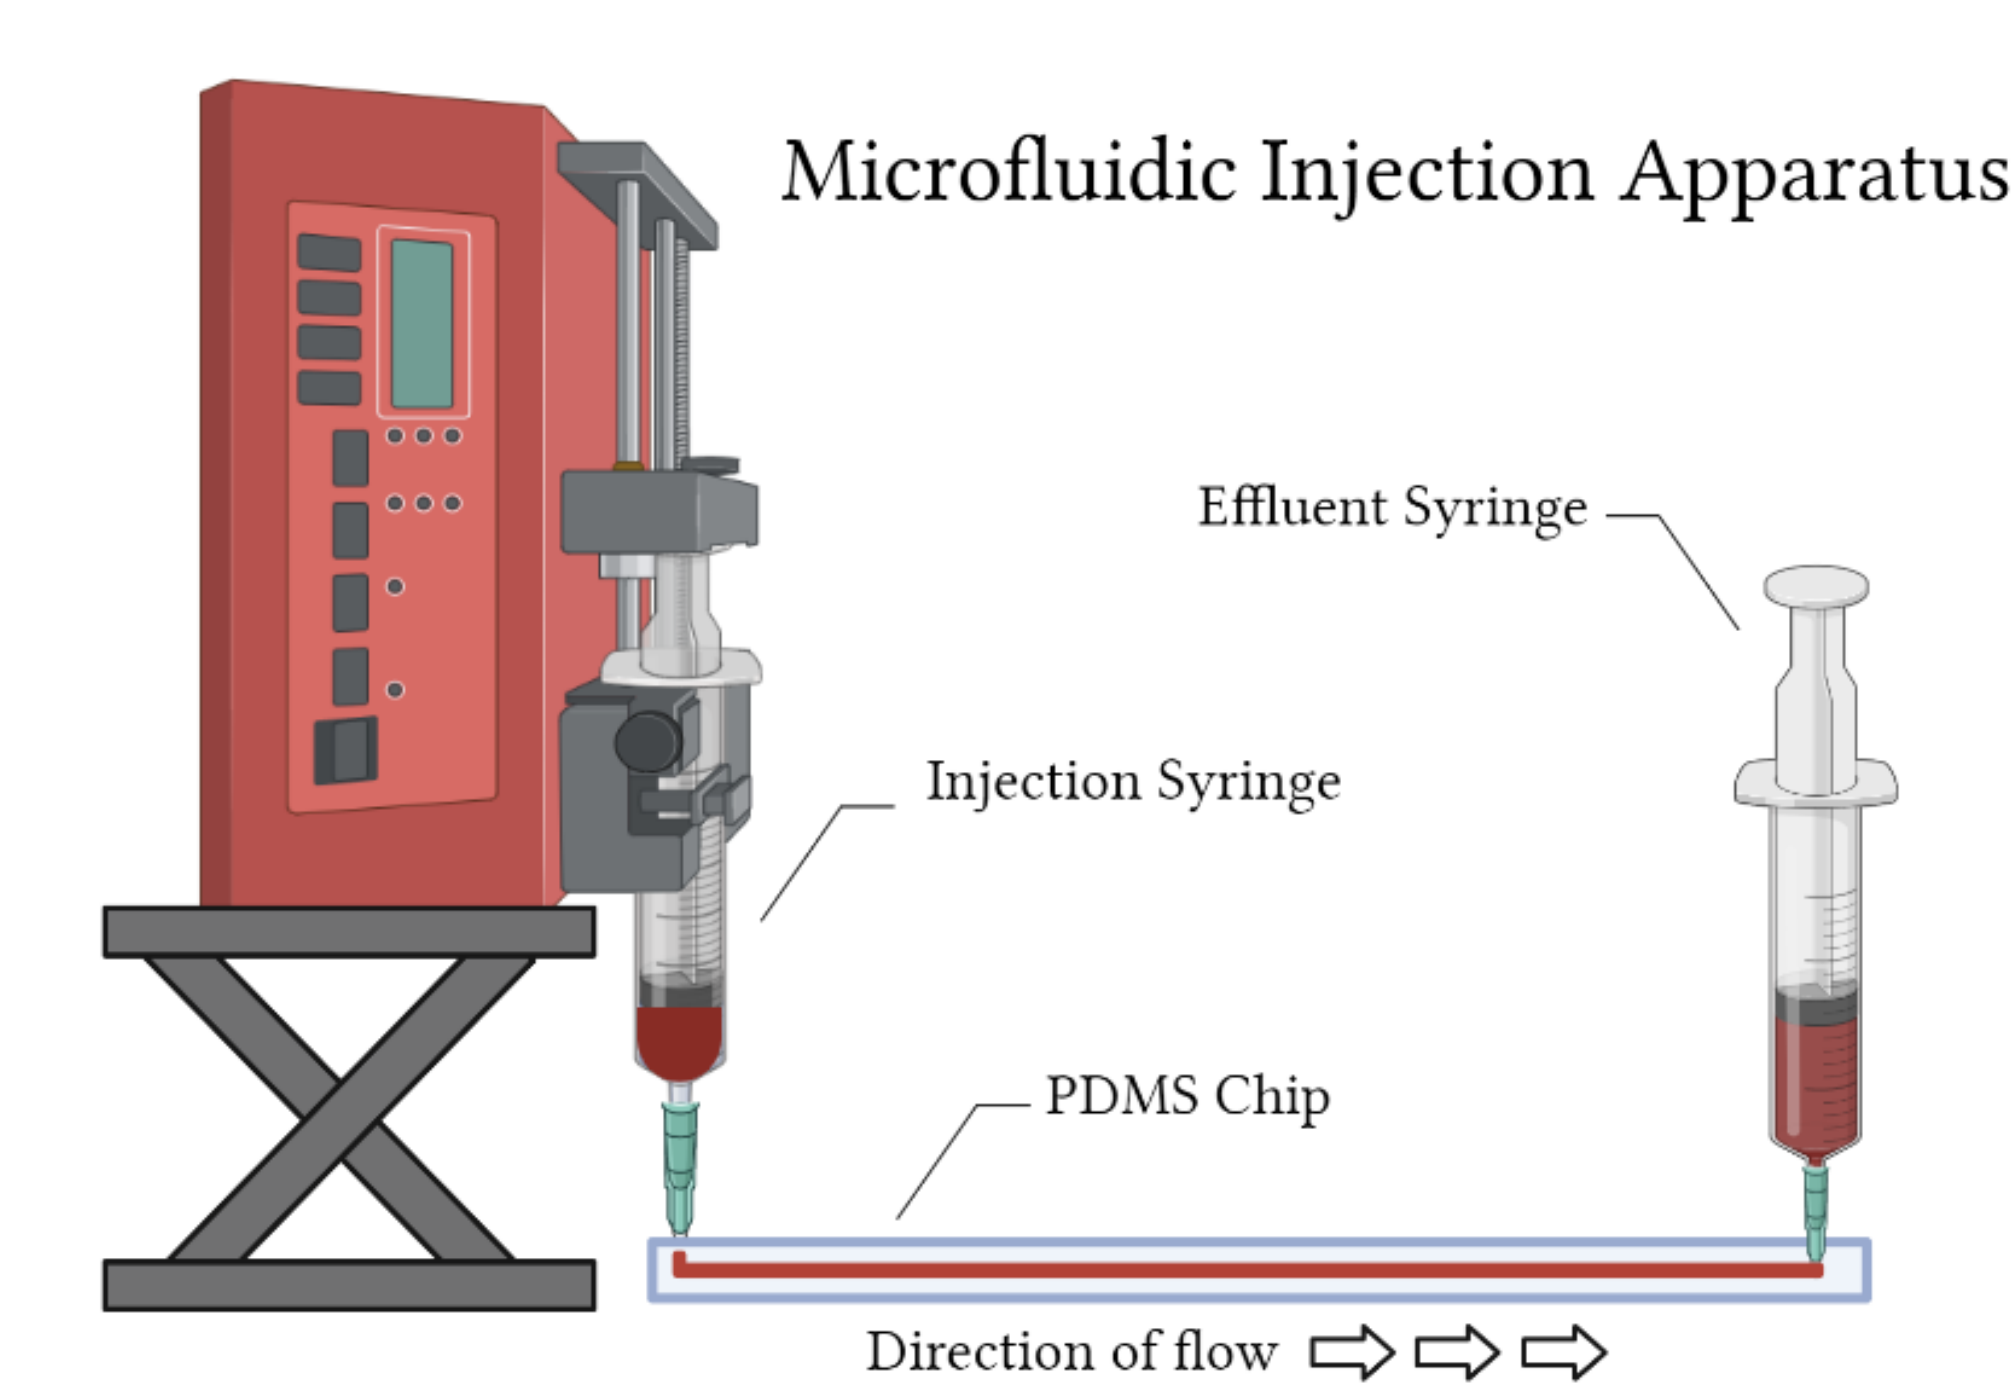 Microfluidic Injection Apparatus
Effluent Syringe
Injection Syringe
PDMS Chip
Direction of flow